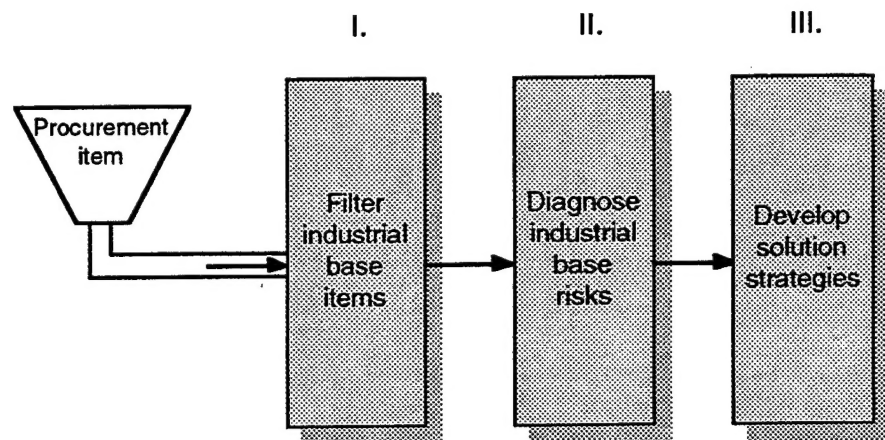 I.
II.
III.
Procurement
item
Filter
industrial
base
items
Diagnose
industrial
base
risks
Develop
solution
strategies